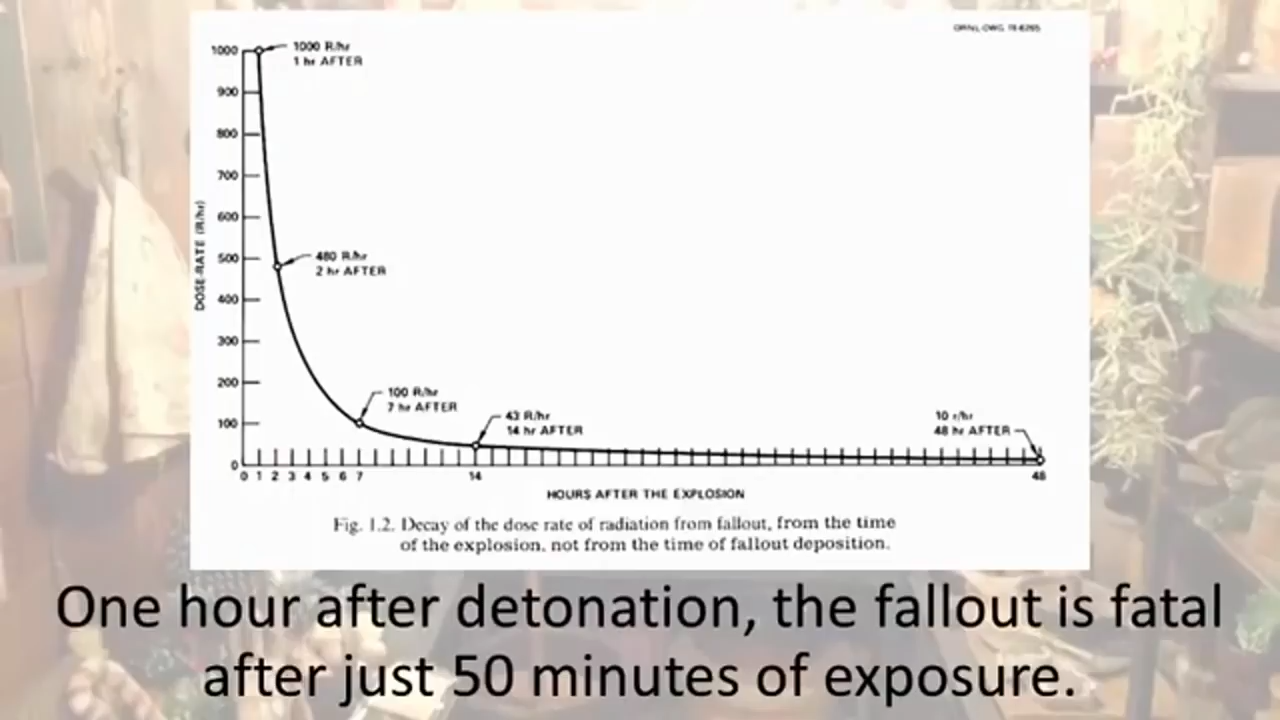 ORNL DWG 78-6265
1000
900
800
700
600
500
400
300
200
100
0
DOSE-RATE (R/hr)
1000 R/hr
1 hr AFTER
480 R/hr
2 hr AFTER
100 R/hr
7 hr AFTER
43 R/hr
14 hr AFTER
10 r/hr
48 hr AFTER
0 1 2 3 4 5 6 7 14 48
HOURS AFTER THE EXPLOSION
Fig. 1.2. Decay of the dose rate of radiation from fallout, from the time
of the explosion, not from the time of fallout deposition.
One hour after detonation, the fallout is fatal
after just 50 minutes of exposure.